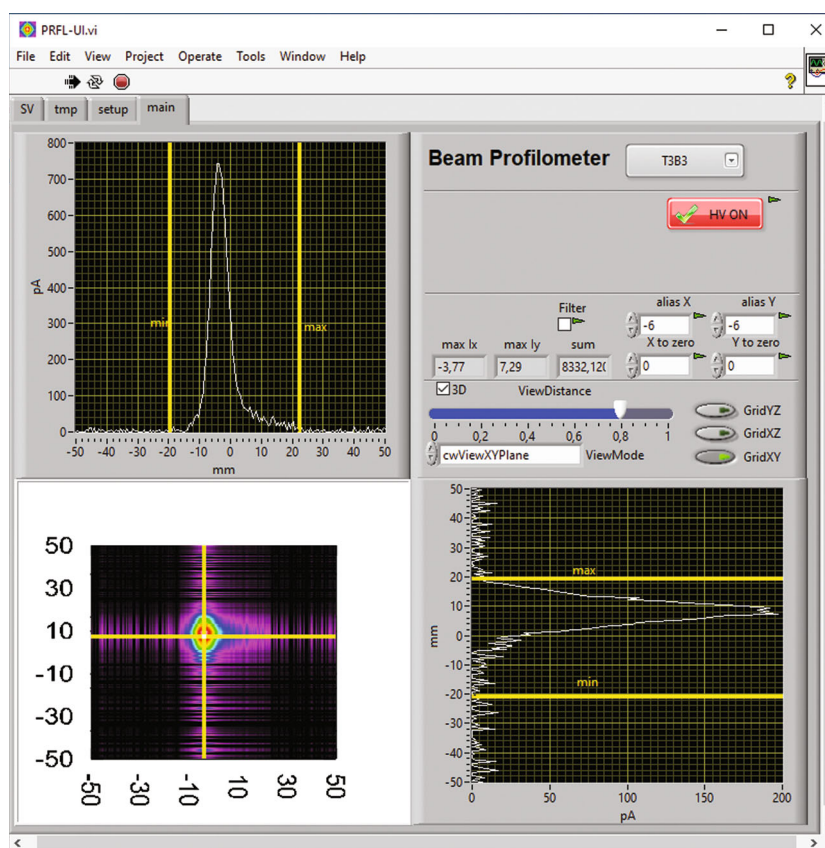 PRFL-UI.vi
File Edit View Project Operate Tools Window Help
SV tmp setup main
800
700
600
500
400
300
200
100
0
pA
min
max
-50 -40 -30 -20 -10 0 10 20 30 40 50
mm
Beam Profilometer T3B3
HV ON
Filter alias X alias Y
-6 -6
max Ix max Iy sum X to zero Y to zero
-3,77 7,29 8332,12( 0 0
3D ViewDistance
0 0,2 0,4 0,6 0,8 1
GridYZ
GridXZ
cwViewXYPlane ViewMode GridXY
50
30
10
-10
-30
-50
-50 -30 -10 10 30 50
50
40
30
20
10
0
-10
-20
-30
-40
-50
mm
max
min
0 50 100 150 200
pA